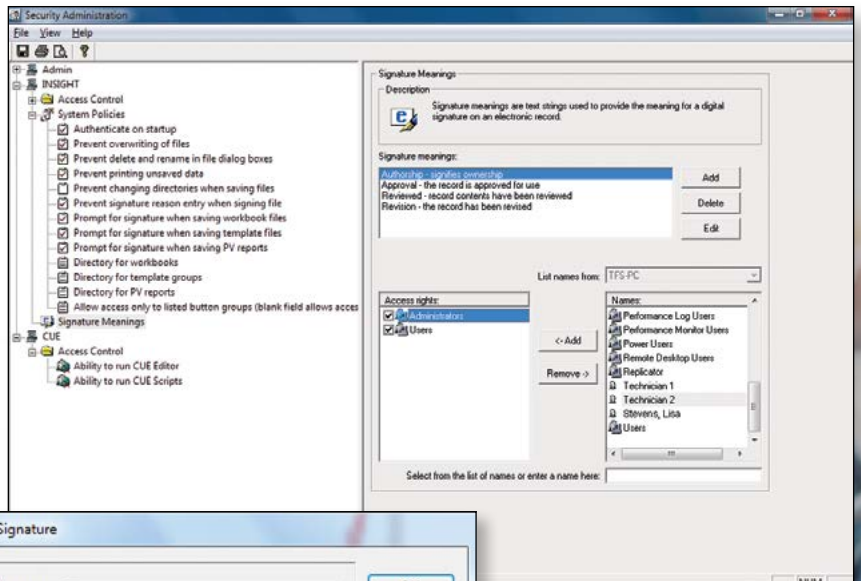 Security Administration
File View Help
Admin
INSIGHT
Access Control
System Policies
Authenticate on startup
Prevent overwriting of files
Prevent delete and rename in file dialog boxes
Prevent printing unsaved data
Prevent changing directories when saving files
Prevent signature reason entry when signing file
Prompt for signature when saving workbook files
Prompt for signature when saving template files
Prompt for signature when saving PV reports
Directory for workbooks
Directory for template groups
Directory for PV reports
Allow access only to listed button groups (blank field allows acces
Signature Meanings
CUE
Access Control
Ability to run CUE Editor
Ability to run CUE Scripts
Signature Meanings
Description
Signature meanings are text strings used to provide the meaning for a digital
signature on an electronic record.
Signature meanings:
Authorship - signifies ownership
Approval - the record is approved for use
Reviewed - record contents have been reviewed
Revision - the record has been revised
Add
Delete
Edit
List names from: TFS-PC
Access rights:
Administrators
Users
<- Add
Remove ->
Names:
Performance Log Users
Performance Monitor Users
Power Users
Remote Desktop Users
Replicator
Technician 1
Technician 2
Stevens, Lisa
Users
Select from the list of names or enter a name here:
Signature
NUM